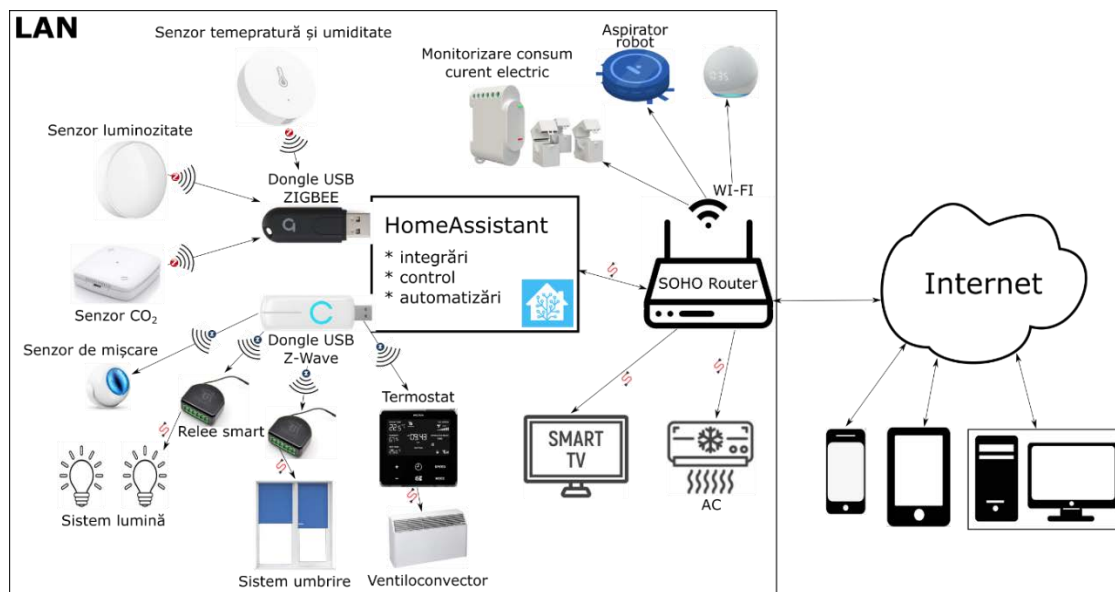 LAN
Senzor temepratură și umiditate
Aspirator
robot
Monitorizare consum
curent electric
Senzor luminozitate
Dongle USB
ZIGBEE
WI-FI
HomeAssistant
* integrări
* control
* automatizări
SOHO Router
Internet
Senzor CO₂
Dongle USB
Z-Wave
Senzor de mișcare
Termostat
Relee smart
SMART
TV
AC
Sistem lumină
Sistem umbrire
Ventiloconvector